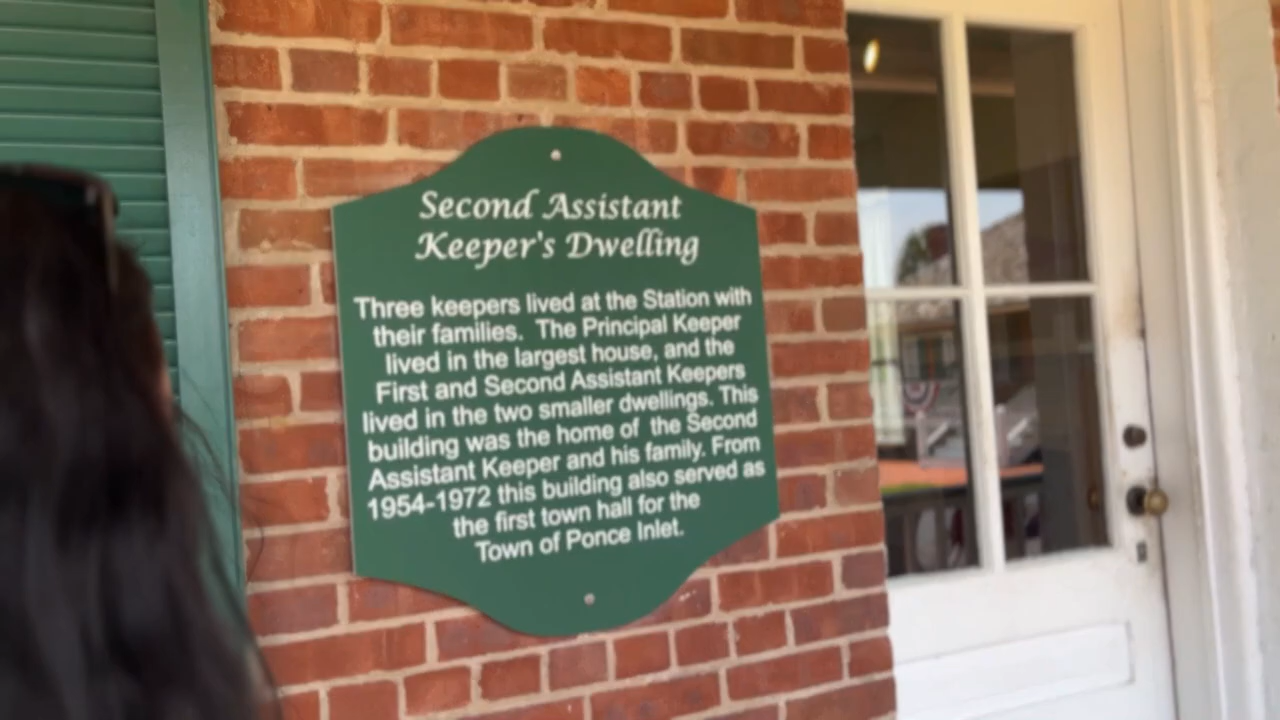 Second Assistant
Keeper's Dwelling
Three keepers lived at the Station with
their families. The Principal Keeper
lived in the largest house, and the
First and Second Assistant Keepers
lived in the two smaller dwellings. This
building was the home of the Second
Assistant Keeper and his family. From
1954-1972 this building also served as
the first town hall for the
Town of Ponce Inlet.